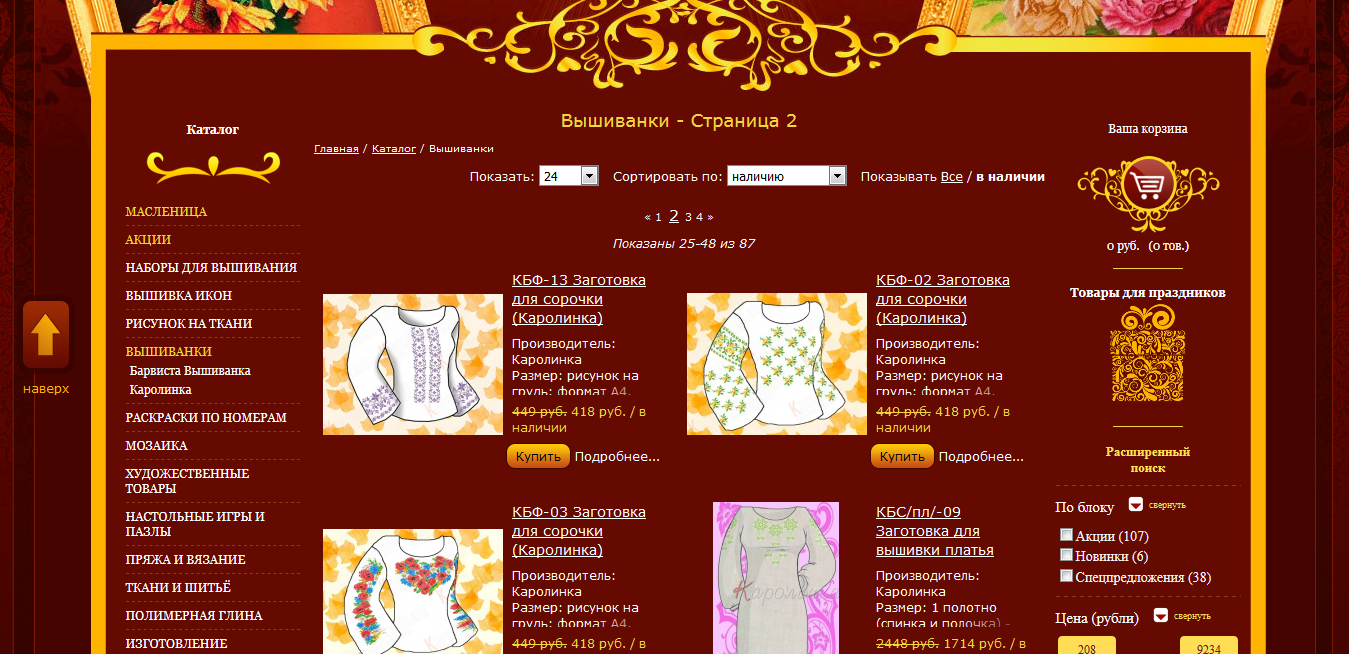 Вышиванки - Страница 2
Главная / Каталог / Вышиванки
Показать: 24 Сортировать по: наличию Показывать Все / в наличии
« 1 2 3 4 »
Показаны 25-48 из 87
Каталог
МАСЛЕНИЦА
АКЦИИ
НАБОРЫ ДЛЯ ВЫШИВАНИЯ
ВЫШИВКА ИКОН
РИСУНОК НА ТКАНИ
ВЫШИВАНКИ
Барвиста Вышиванка
Каролинка
РАСКРАСКИ ПО НОМЕРАМ
МОЗАИКА
ХУДОЖЕСТВЕННЫЕ
ТОВАРЫ
НАСТОЛЬНЫЕ ИГРЫ И
ПАЗЛЫ
ПРЯЖА И ВЯЗАНИЕ
ТКАНИ И ШИТЬЁ
ПОЛИМЕРНАЯ ГЛИНА
ИЗГОТОВЛЕНИЕ
наверх
КБФ-13 Заготовка
для сорочки
(Каролинка)
Производитель:
Каролинка
Размер: рисунок на
грудь: формат А4,
449 руб. 418 руб. / в
наличии
Купить Подробнее...
КБФ-02 Заготовка
для сорочки
(Каролинка)
Производитель:
Каролинка
Размер: рисунок на
грудь: формат А4,
449 руб. 418 руб. / в
наличии
Купить Подробнее...
КБФ-03 Заготовка
для сорочки
(Каролинка)
Производитель:
Каролинка
Размер: рисунок на
грудь: формат А4,
449 руб. 418 руб. / в
Каролинка
КБС/пл/-09
Заготовка для
вышивки платья
Производитель:
Каролинка
Размер: 1 полотно
(спинка и полочка) -
2448 руб. 1714 руб. / в
Ваша корзина
0 руб. (0 тов.)
Товары для праздников
Расширенный
поиск
По блоку свернуть
Акции (107)
Новинки (6)
Спецпредложения (38)
Цена (рубли) свернуть
208 9234